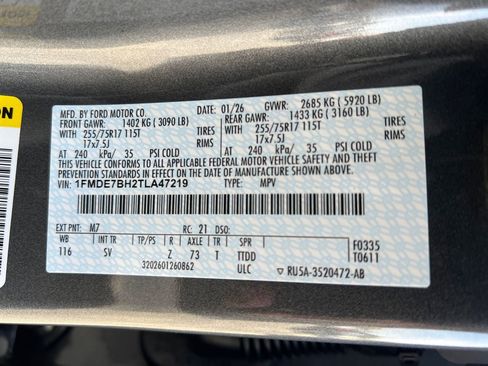 ON
MFD. BY FORD MOTOR CO. 01/26 GVWR: 2685 KG ( 5920 LB)
FRONT GAWR: 1402 KG ( 3090 LB) REAR GAWR: 1433 KG ( 3160 LB)
WITH 255/75R17 115T TIRES WITH 255/75R17 115T TIRES
17x7.5J RIMS 17x7.5J RIMS
AT 240 kPa/ 35 PSI COLD AT 240 kPa/ 35 PSI COLD
THIS VEHICLE CONFORMS TO ALL APPLICABLE FEDERAL MOTOR VEHICLE SAFETY AND THEFT
PREVENTION STANDARDS IN EFFECT ON THE DATE OF MANUFACTURE SHOWN ABOVE.
VIN: 1FMDE7BH2TLA47219 TYPE: MPV
EXT PNT: M7 RC: 21 DSO:
WB INT TR TP/PS R AXLE TR SPR F0335
116 SV Z 73 T TTDD T0611
3202601260862 ULC RU5A-3520472-AB